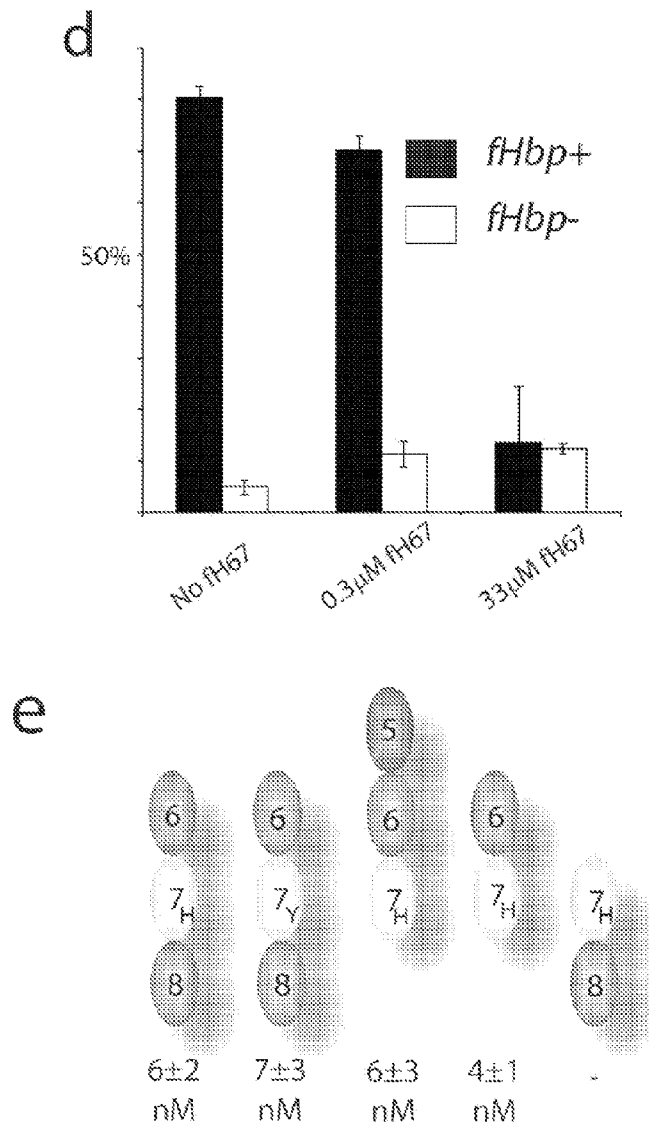 d
fHbp+
fHbp-
50%
No fH67
0.3µM fH67
33µM fH67
e
5
6 6 6 6
7H 7Y 7H 7H 7H
8 8 8
6±2 7±3 6±3 4±1 -
nM nM nM nM